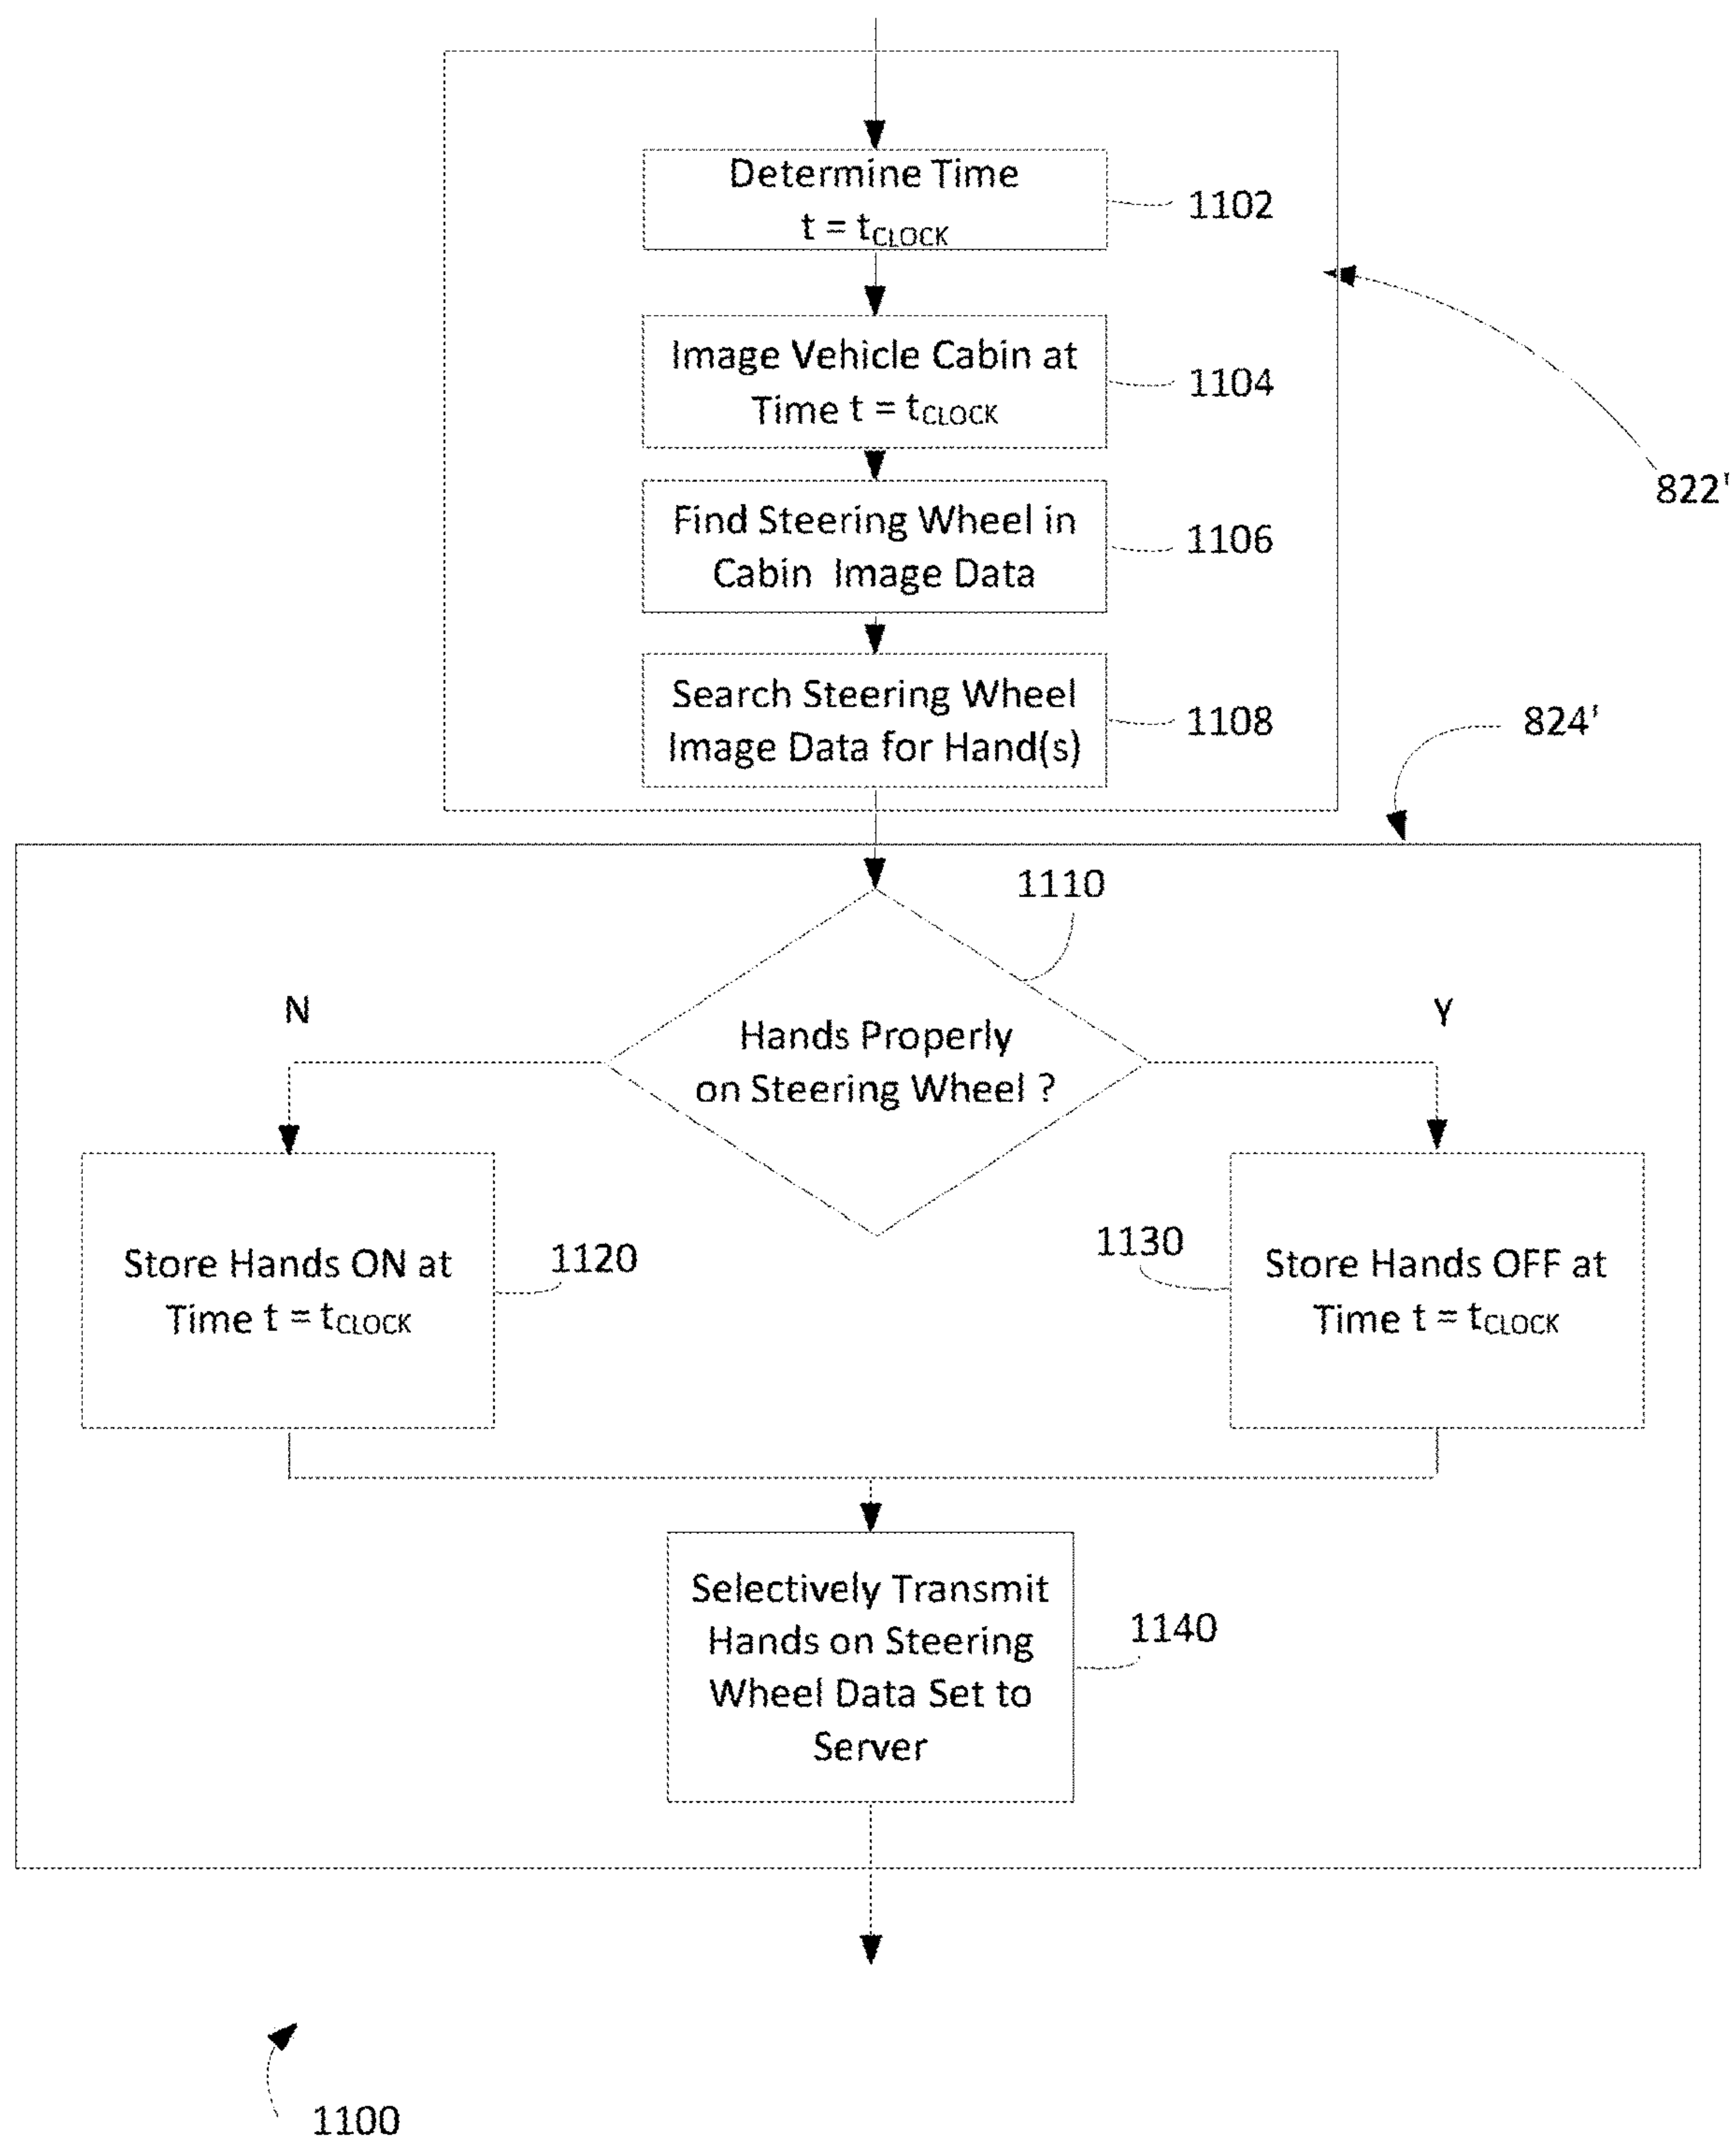 Determine Time
t = tCLOCK
1102
Image Vehicle Cabin at
Time t = tCLOCK
1104
Find Steering Wheel in
Cabin Image Data
1106
822'
Search Steering Wheel
Image Data for Hand(s)
1108
824'
1110
N
Y
Hands Properly
on Steering Wheel ?
Store Hands ON at
Time t = tCLOCK
1120
1130
Store Hands OFF at
Time t = tCLOCK
Selectively Transmit
Hands on Steering
Wheel Data Set to
Server
1140
1100